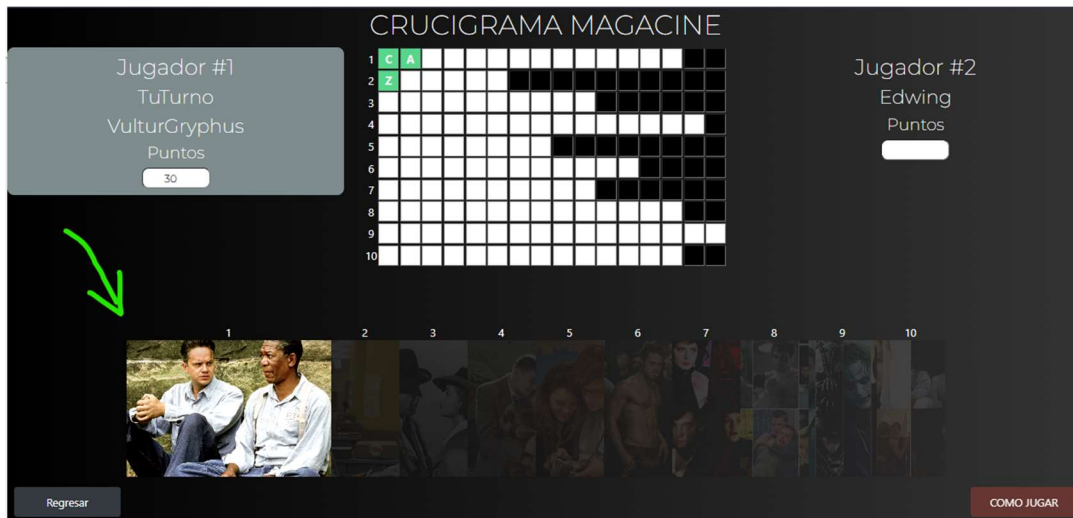 CRUCIGRAMA MAGACINE
Jugador #1
TuTurno
VulturGryphus
Puntos
30
1 C A
2 Z
3
4
5
6
7
8
9
10
Jugador #2
Edwing
Puntos
1 2 3 4 5 6 7 8 9 10
Regresar
COMO JUGAR